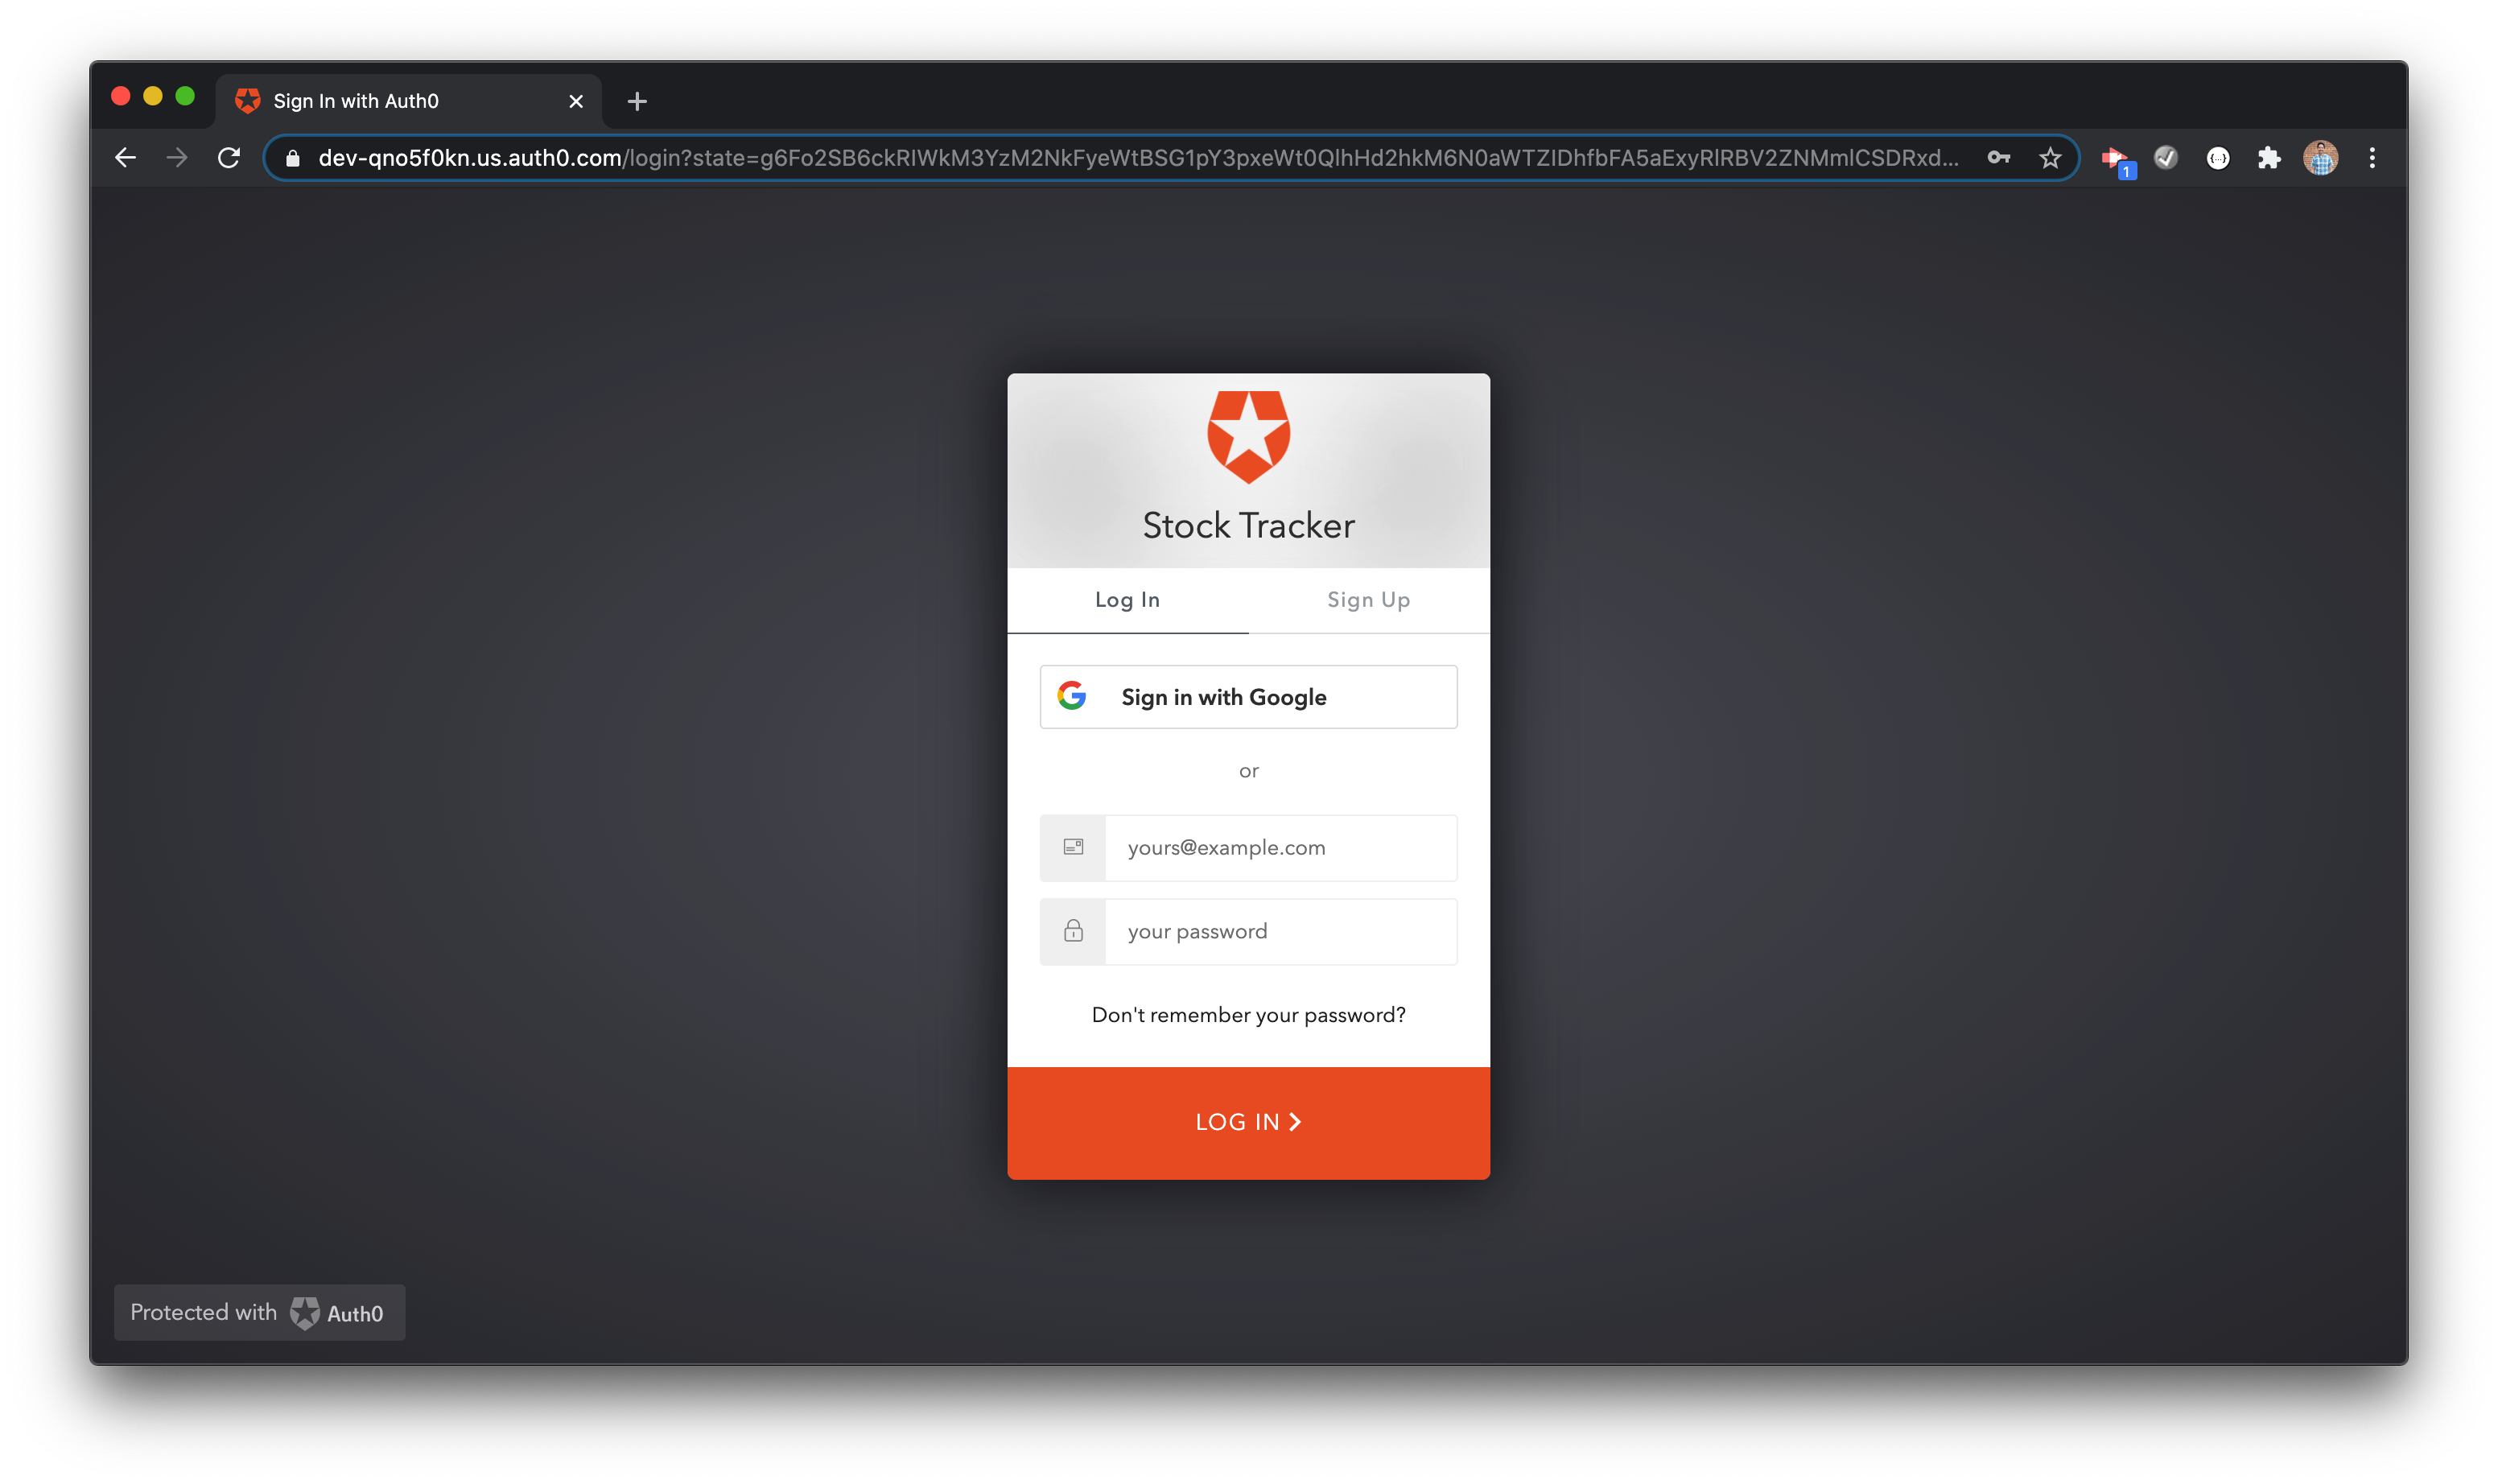 Sign In with Auth0
dev-qno5f0kn.us.auth0.com/login?state=g6Fo2SB6ckRIWkM3YzM2NkFyeWtBSG1pY3pxeWt0QlhHd2hkM6N0aWTZIDhfbFA5aExyRlRBV2ZNMmlCSDRxd...
1
Stock Tracker
Log In
Sign Up
Sign in with Google
or
yours@example.com
your password
Don't remember your password?
LOG IN
Protected with Auth0